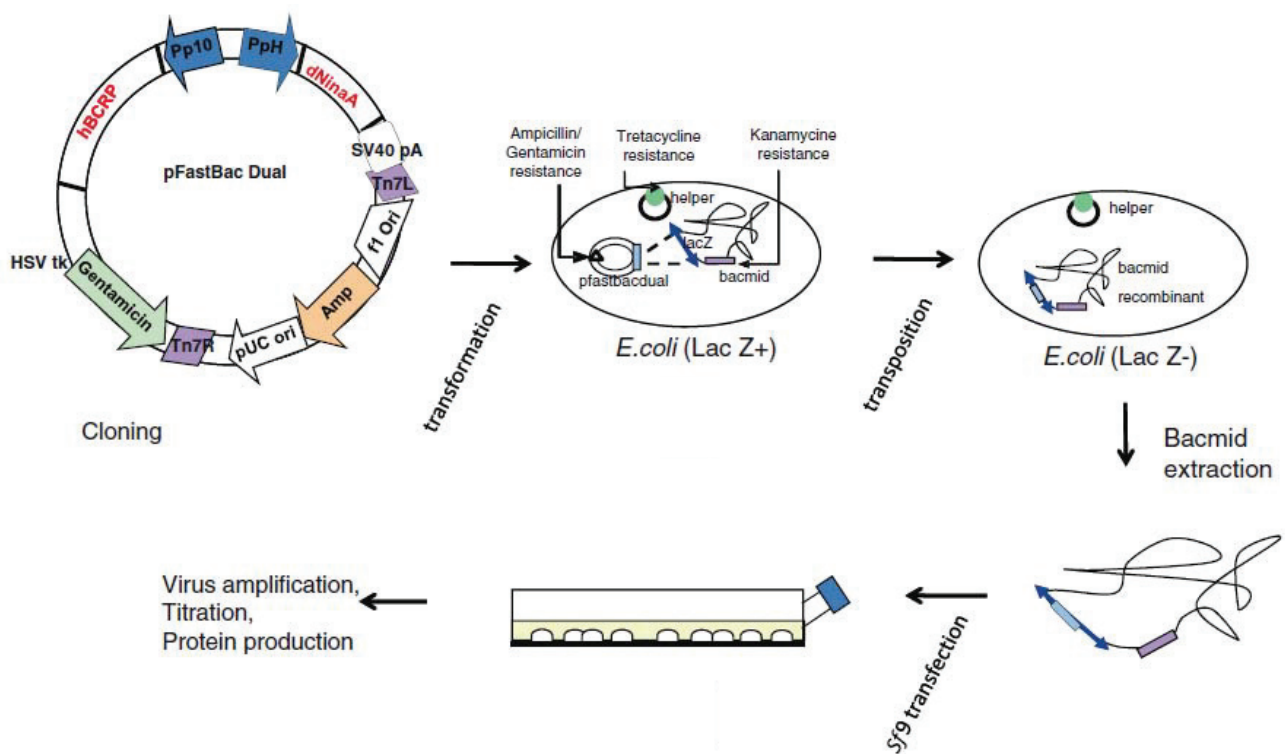 Pp10
PpH
hBCRP
dNinaA
pFastBac Dual
SV40 pA
Tn7L
f1 Ori
HSV tk
Gentamicin
Amp
Tn7R
pUC ori
Cloning
transformation
Ampicillin/
Gentamicin
resistance
Tretacycline
resistance
Kanamycine
resistance
helper
lacZ
pfastbacdual
bacmid
E.coli (Lac Z+)
transposition
helper
bacmid
recombinant
E.coli (Lac Z-)
Bacmid
extraction
Sf9 transfection
Virus amplification,
Titration,
Protein production